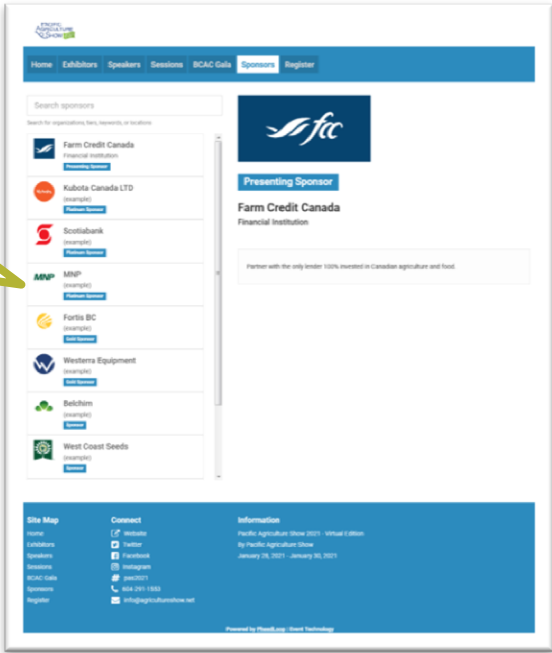 PACIFIC
AGRICULTURE
SHOW
Home Exhibitors Speakers Sessions BCAC Gala Sponsors Register
Search sponsors
Search for organizations, tiers, keywords, or locations
Farm Credit Canada
Financial Institution
Presenting Sponsor
Kubota Canada LTD
(example)
Platinum Sponsor
Scotiabank
(example)
Platinum Sponsor
MNP
MNP
(example)
Platinum Sponsor
Fortis BC
(example)
Gold Sponsor
Westerra Equipment
(example)
Gold Sponsor
Belchim
(example)
Sponsor
West Coast Seeds
(example)
Sponsor
fcc
Presenting Sponsor
Farm Credit Canada
Financial Institution
Partner with the only lender 100% invested in Canadian agriculture and food.
Site Map
Home
Exhibitors
Speakers
Sessions
BCAC Gala
Sponsors
Register
Connect
Website
Twitter
Facebook
Instagram
pas2021
604-291-1553
info@agricultureshow.net
Information
Pacific Agriculture Show 2021 - Virtual Edition
By Pacific Agriculture Show
January 28, 2021 - January 30, 2021
Powered by PheedLoop - Event Technology